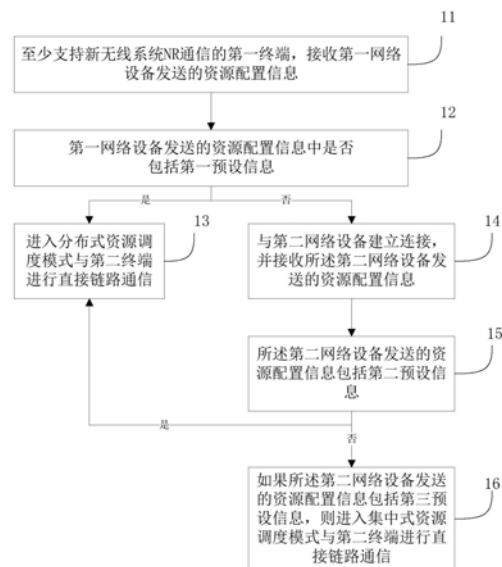 11
至少支持新无线系统NR通信的第一终端，接收第一网络
设备发送的资源配置信息
12
第一网络设备发送的资源配置信息中是否
包括第一预设信息
是
否
13
进入分布式资源调
度模式与第二终端
进行直接链路通信
14
与第二网络设备建立连接，
并接收所述第二网络设备发
送的资源配置信息
15
所述第二网络设备发送的资
源配置信息包括第二预设信
息
是
否
16
如果所述第二网络设备发送
的资源配置信息包括第三预
设信息，则进入集中式资源
调度模式与第二终端进行直
接链路通信